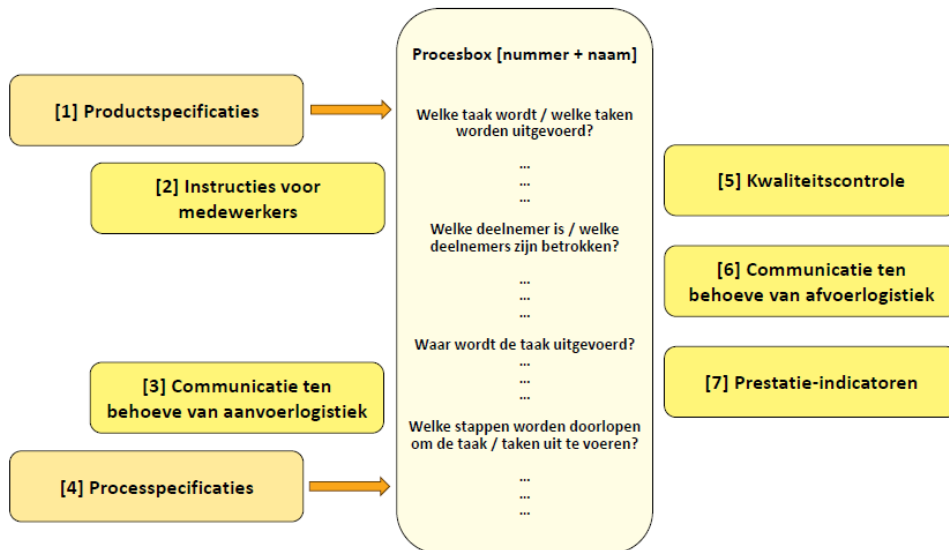 Procesbox [nummer + naam]
[1] Productspecificaties
Welke taak wordt / welke taken
worden uitgevoerd?
...
...
...
[2] Instructies voor
medewerkers
[5] Kwaliteitscontrole
Welke deelnemer is / welke
deelnemers zijn betrokken?
...
...
...
[6] Communicatie ten
behoeve van afvoerlogistiek
Waar wordt de taak uitgevoerd?
...
...
...
[3] Communicatie ten
behoeve van aanvoerlogistiek
[7] Prestatie-indicatoren
Welke stappen worden doorlopen
om de taak / taken uit te voeren?
...
...
...
[4] Processpecificaties